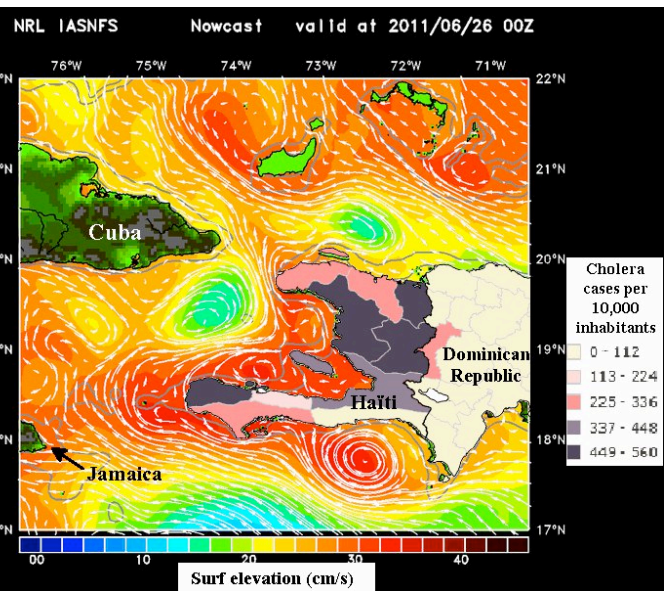 NRL IASNFS Nowcast valid at 2011/06/26 00Z
76°W 75°W 74°W 73°W 72°W 71°W
°N 22°N
°N 21°N
Cuba
°N 20°N
Cholera
cases per
10,000
inhabitants
0 - 112
113 - 224
225 - 336
337 - 448
449 - 560
°N 19°N
Dominican
Republic
Haïti
°N 18°N
Jamaica
°N 17°N
00 10 20 30 40
Surf elevation (cm/s)